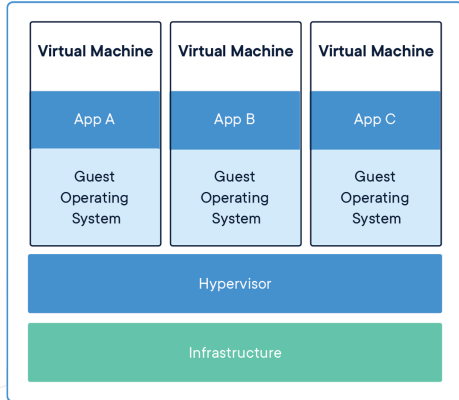 Virtual Machine
App A
Guest
Operating
System
Virtual Machine
App B
Guest
Operating
System
Virtual Machine
App C
Guest
Operating
System
Hypervisor
Infrastructure